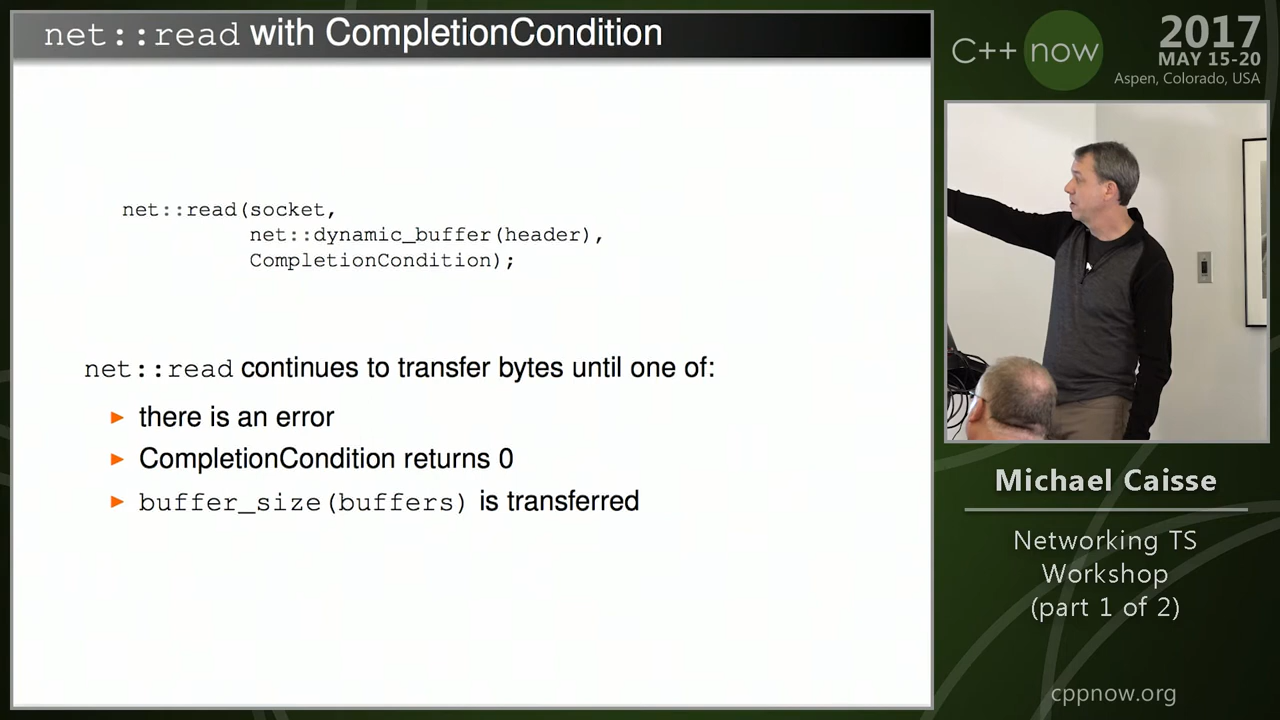 net::read with CompletionCondition
net::read(socket,
net::dynamic_buffer(header),
CompletionCondition);
net::read continues to transfer bytes until one of:
there is an error
CompletionCondition returns 0
buffer_size(buffers) is transferred
C++ now
2017
MAY 15-20
Aspen, Colorado, USA
Michael Caisse
Networking TS
Workshop
(part 1 of 2)
cppnow.org